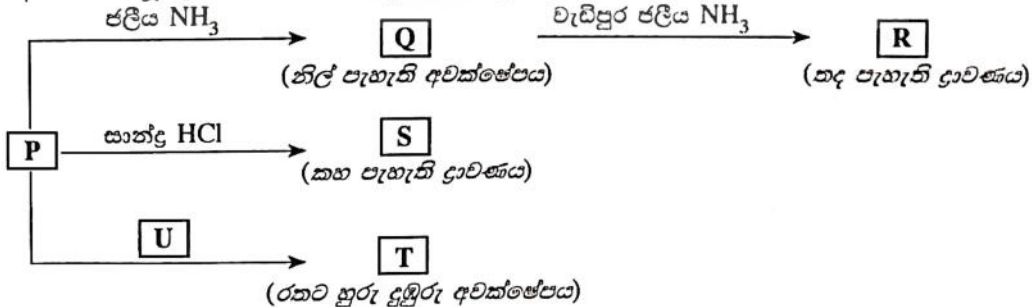 ජලීය NH₃
වැඩිපුර ජලීය NH₃
Q
R
(නිල් පැහැති අවක්ෂේපය)
(තද පැහැති ද්‍රාවණය)
P
සාන්ද්‍ර HCl
S
(කහ පැහැති ද්‍රාවණය)
U
T
(රතට හුරු දුඹුරු අවක්ෂේපය)